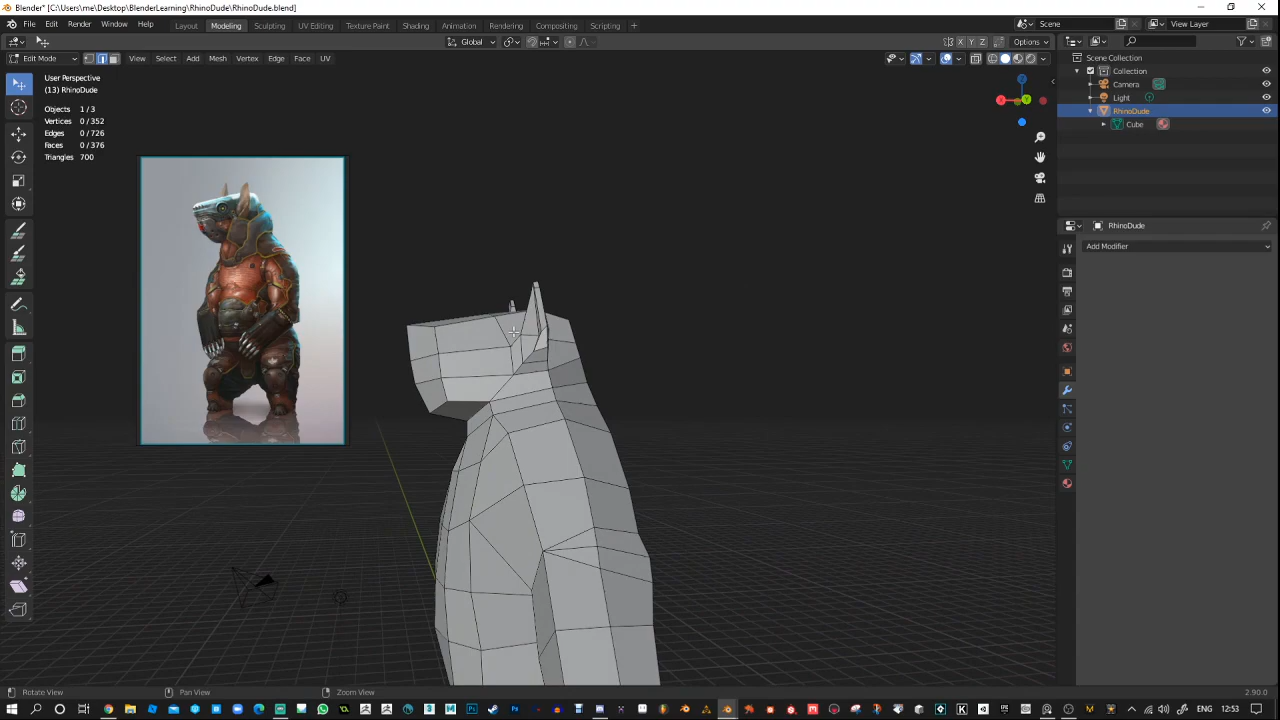 Blender* [C:\Users\me\Desktop\BlenderLearning\RhinoDude\RhinoDude.blend]
File Edit Render Window Help Layout Modeling Sculpting UV Editing Texture Paint Shading Animation Rendering Compositing Scripting + Scene View Layer
Global X Y Z Options
Edit Mode View Select Add Mesh Vertex Edge Face UV
User Perspective
(13) RhinoDude
Objects 1/3
Vertices 0/352
Edges 0/726
Faces 0/376
Triangles 700
Scene Collection
Collection
Camera
Light
RhinoDude
Cube
RhinoDude
Add Modifier
X
Y
Z
Rotate View Pan View Zoom View 2.90.0
ENG 12:53